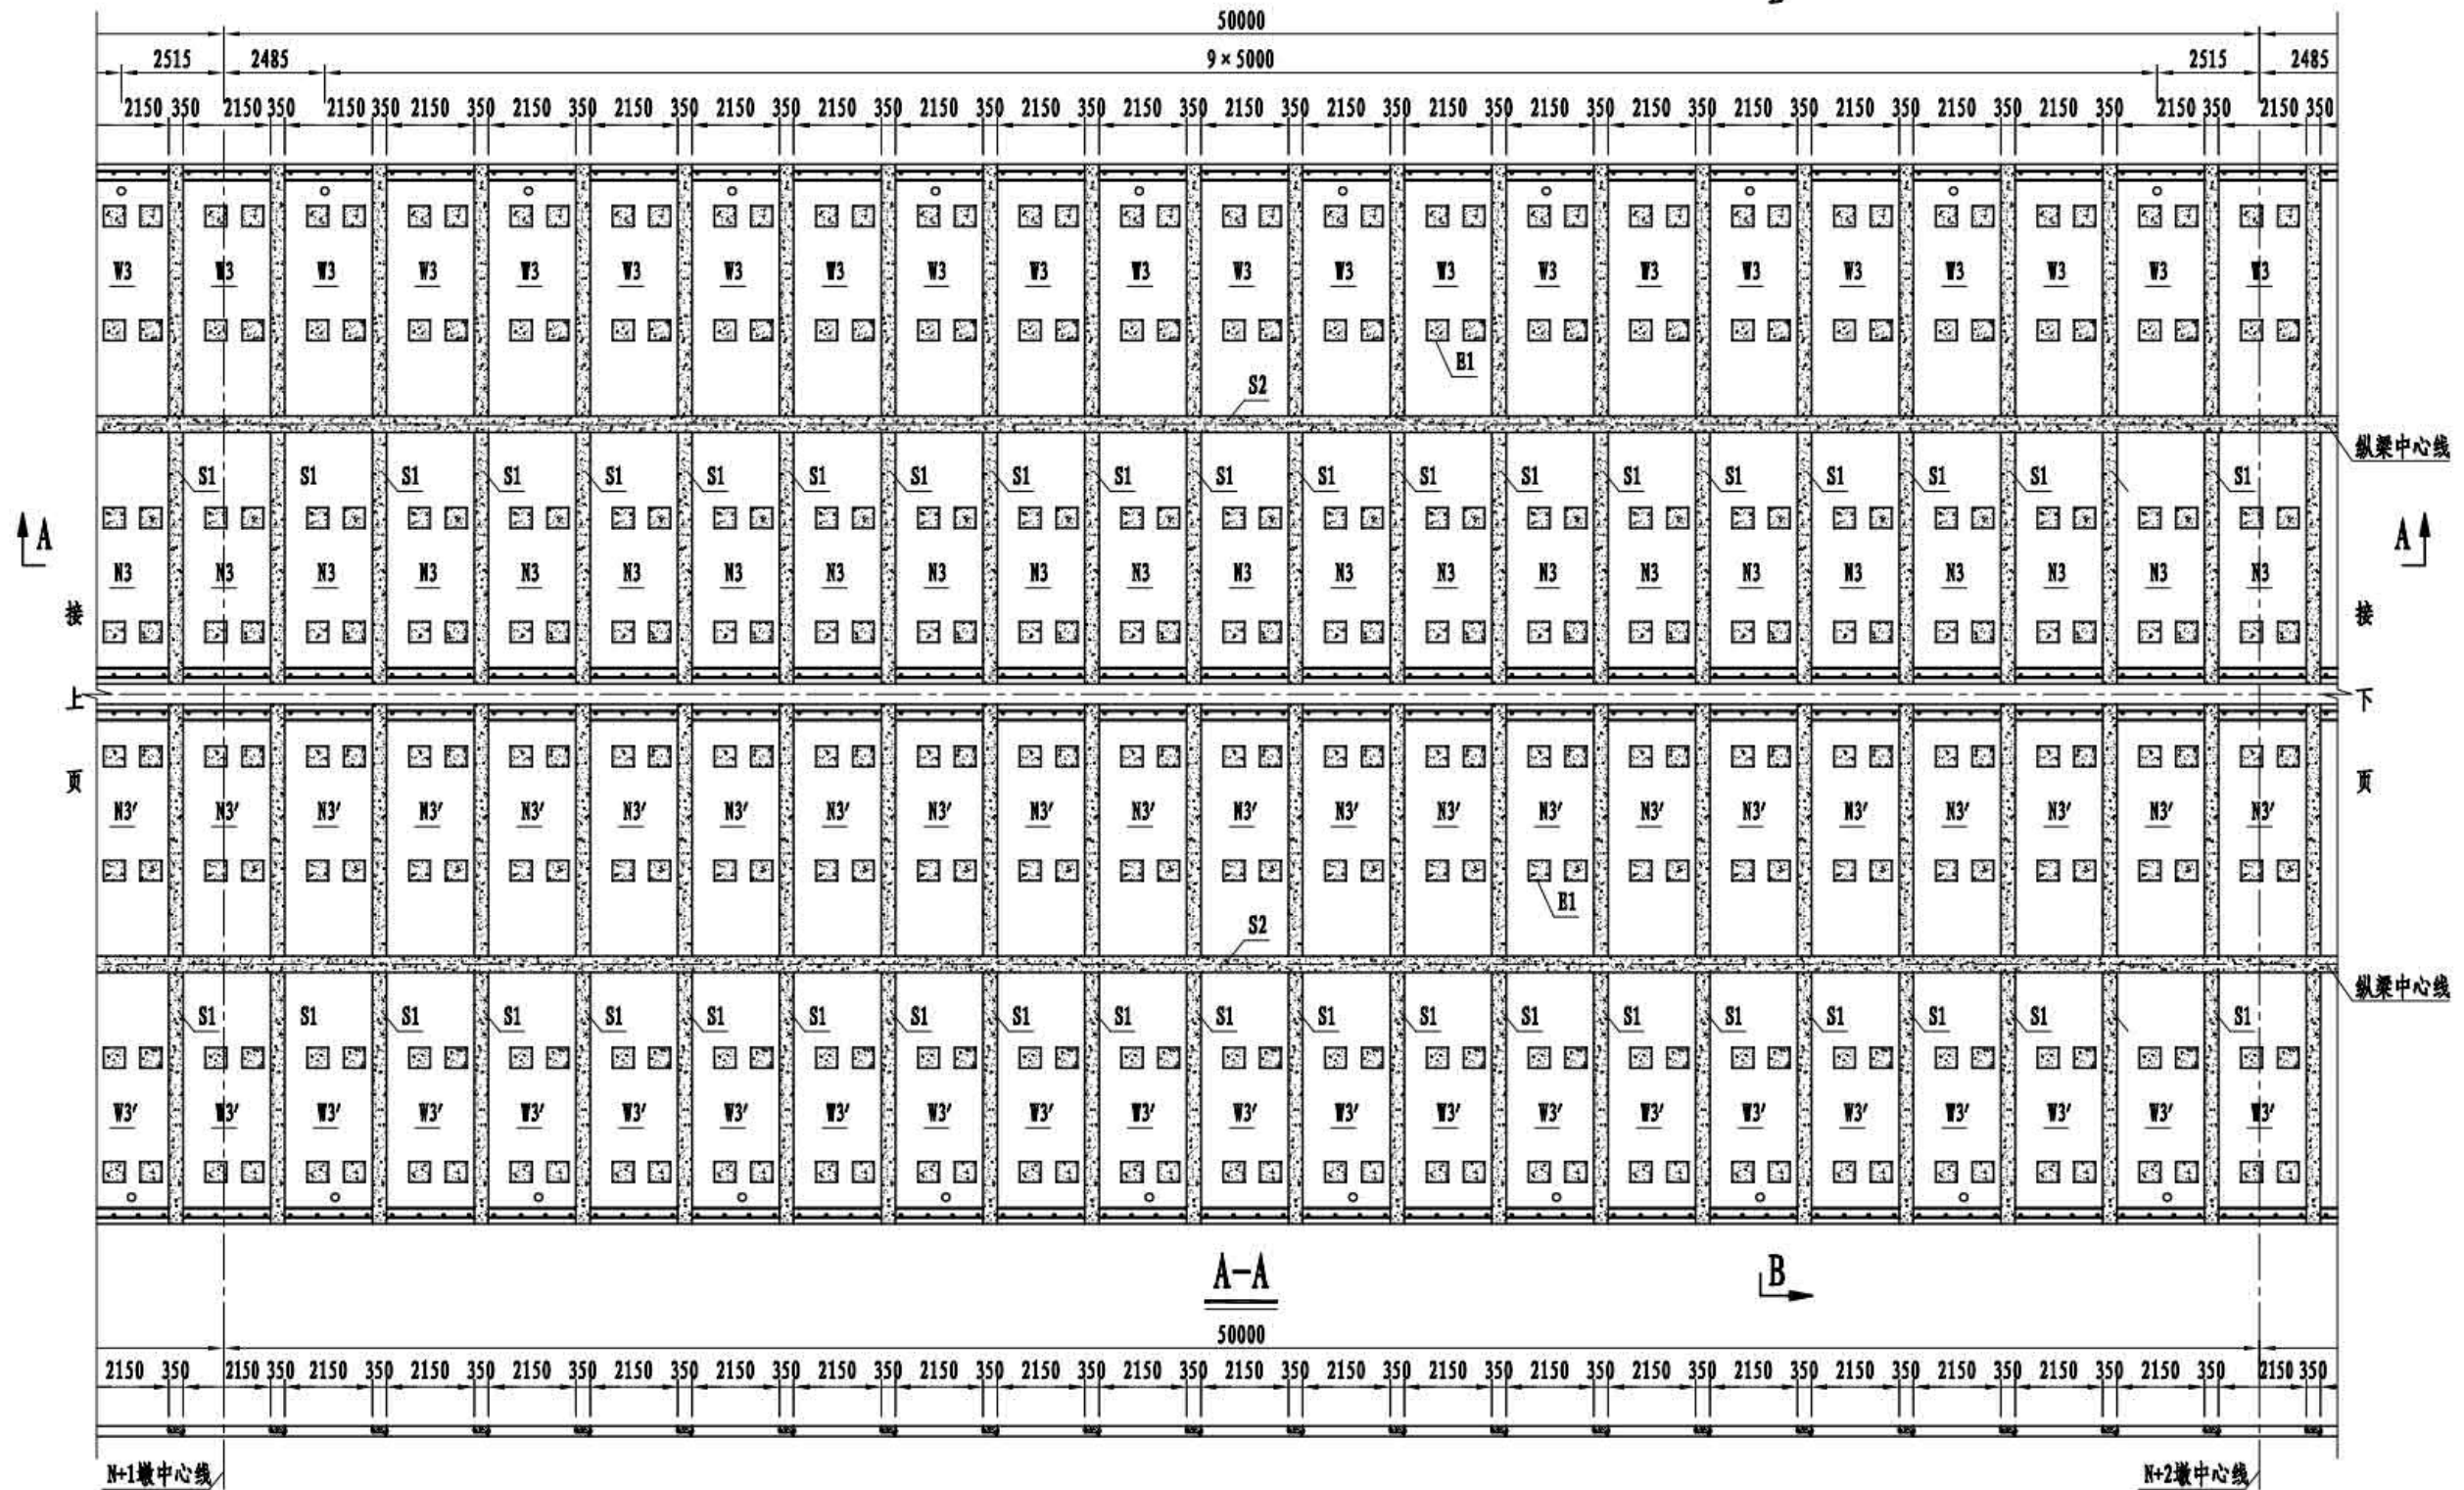 50000
2515 2485 9×5000 2515 2485
2150 350 2150 350 2150 350 2150 350 2150 350 2150 350 2150 350 2150 350 2150 350 2150 350 2150 350 2150 350 2150 350 2150 350 2150 350 2150 350 2150 350 2150 350 2150 350 2150 350 2150 350 2150 350
W3 W3 W3 W3 W3 W3 W3 W3 W3 W3 W3 W3 W3 W3 W3 W3 W3 W3 W3 W3 W3 W3
E1
S2
纵梁中心线
S1 S1 S1 S1 S1 S1 S1 S1 S1 S1 S1 S1 S1 S1 S1 S1 S1 S1 S1 S1
A A
N3 N3 N3 N3 N3 N3 N3 N3 N3 N3 N3 N3 N3 N3 N3 N3 N3 N3 N3 N3 N3 N3
接上页
接下页
N3' N3' N3' N3' N3' N3' N3' N3' N3' N3' N3' N3' N3' N3' N3' N3' N3' N3' N3' N3' N3' N3'
E1
S2
纵梁中心线
S1 S1 S1 S1 S1 S1 S1 S1 S1 S1 S1 S1 S1 S1 S1 S1 S1 S1 S1 S1
W3' W3' W3' W3' W3' W3' W3' W3' W3' W3' W3' W3' W3' W3' W3' W3' W3' W3' W3' W3' W3' W3'
A-A
B
50000
2150 350 2150 350 2150 350 2150 350 2150 350 2150 350 2150 350 2150 350 2150 350 2150 350 2150 350 2150 350 2150 350 2150 350 2150 350 2150 350 2150 350 2150 350 2150 350 2150 350 2150 350 2150 350
N+1墩中心线
N+2墩中心线